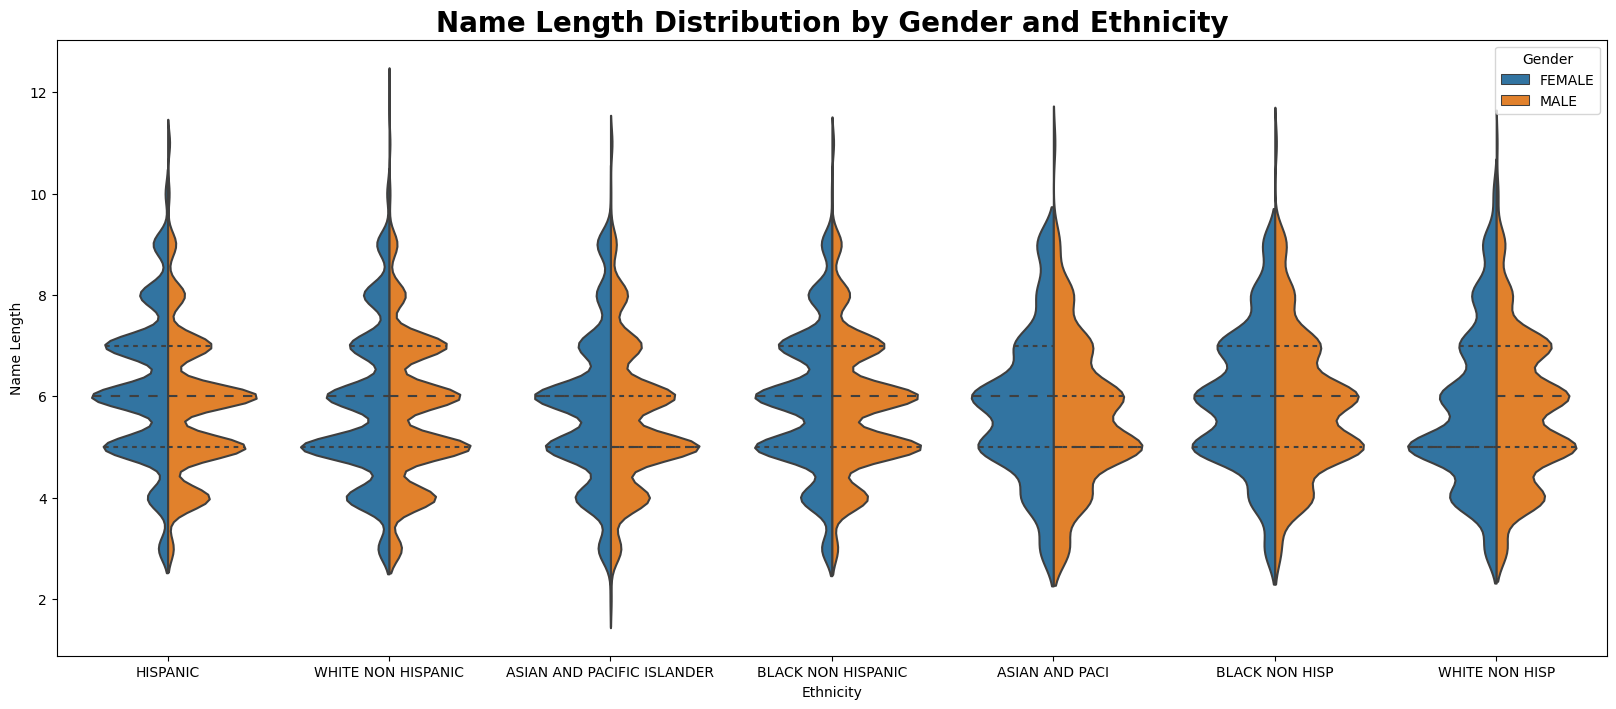 Name Length Distribution by Gender and Ethnicity
Gender
FEMALE
MALE
12
10
8
6
4
2
Name Length
HISPANIC
WHITE NON HISPANIC
ASIAN AND PACIFIC ISLANDER
BLACK NON HISPANIC
ASIAN AND PACI
BLACK NON HISP
WHITE NON HISP
Ethnicity